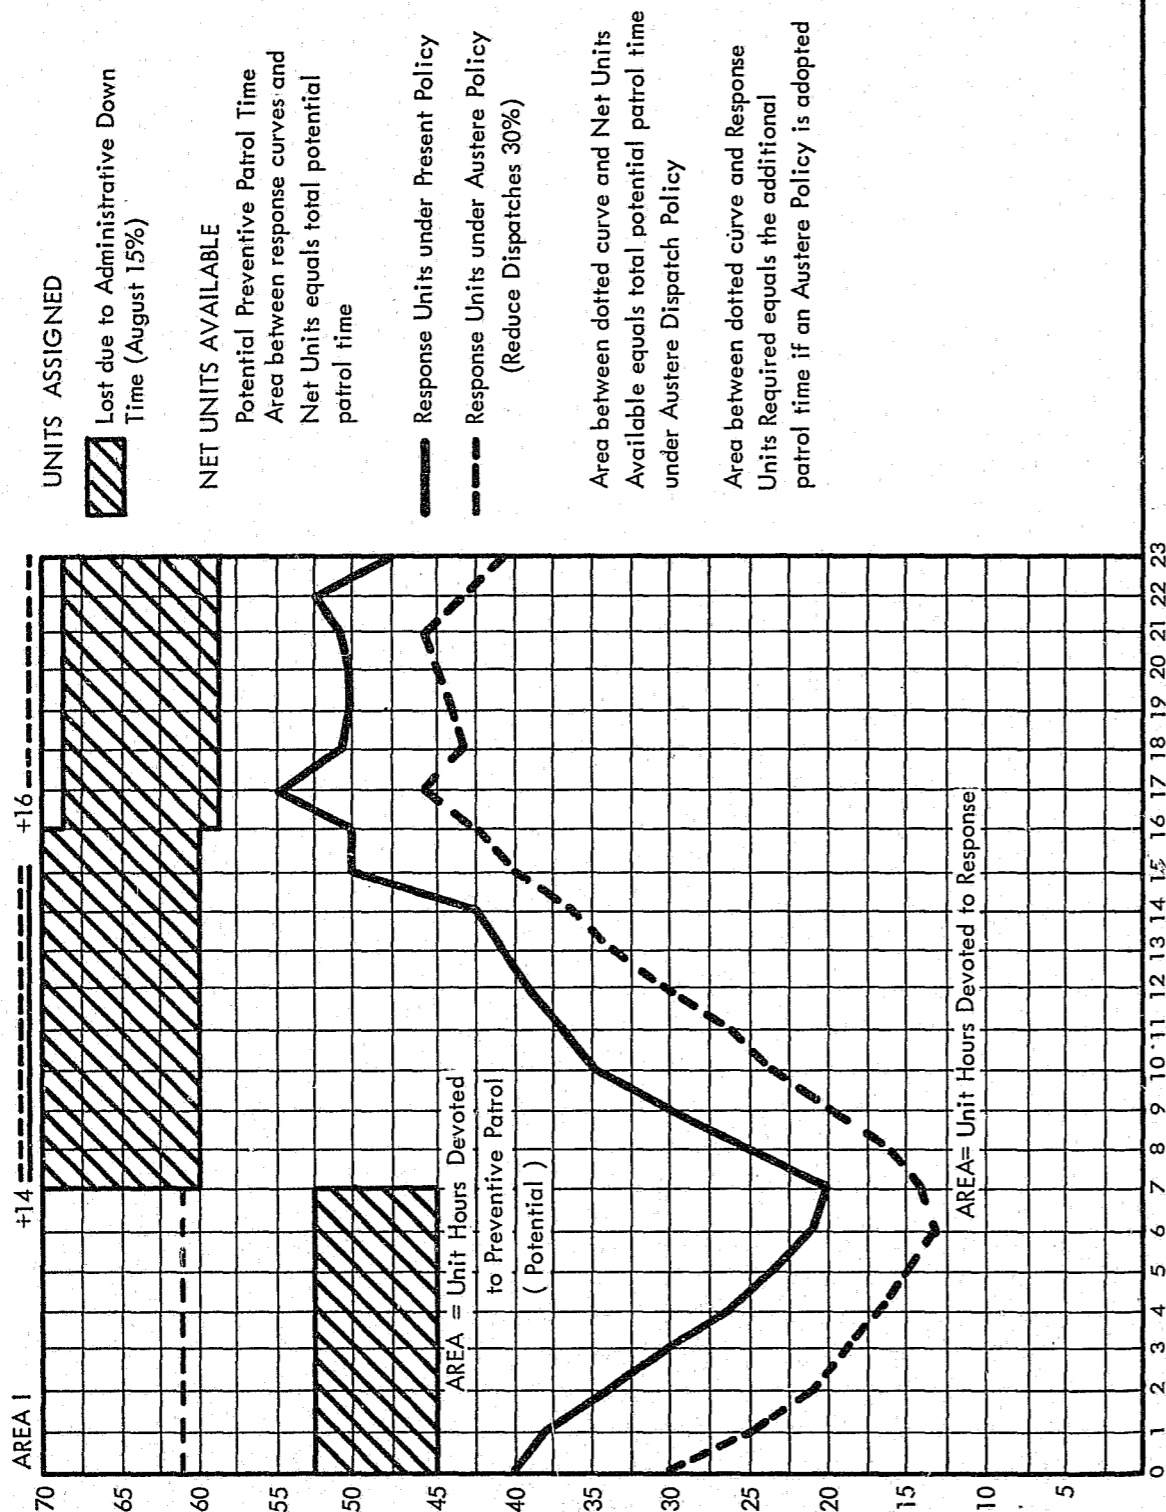 AREA I
+14
+16
70
65
60
55
50
45
40
35
30
25
20
15
10
5
0 1 2 3 4 5 6 7 8 9 10 11 12 13 14 15 16 17 18 19 20 21 22 23
AREA = Unit Hours Devoted
to Preventive Patrol
( Potential )
AREA= Unit Hours Devoted to Response
UNITS ASSIGNED
Lost due to Administrative Down
Time (August 15%)
NET UNITS AVAILABLE
Potential Preventive Patrol Time
Area between response curves and
Net Units equals total potential
patrol time
Response Units under Present Policy
Response Units under Austere Policy
(Reduce Dispatches 30%)
Area between dotted curve and Net Units
Available equals total potential patrol time
under Austere Dispatch Policy
Area between dotted curve and Response
Units Required equals the additional
patrol time if an Austere Policy is adopted